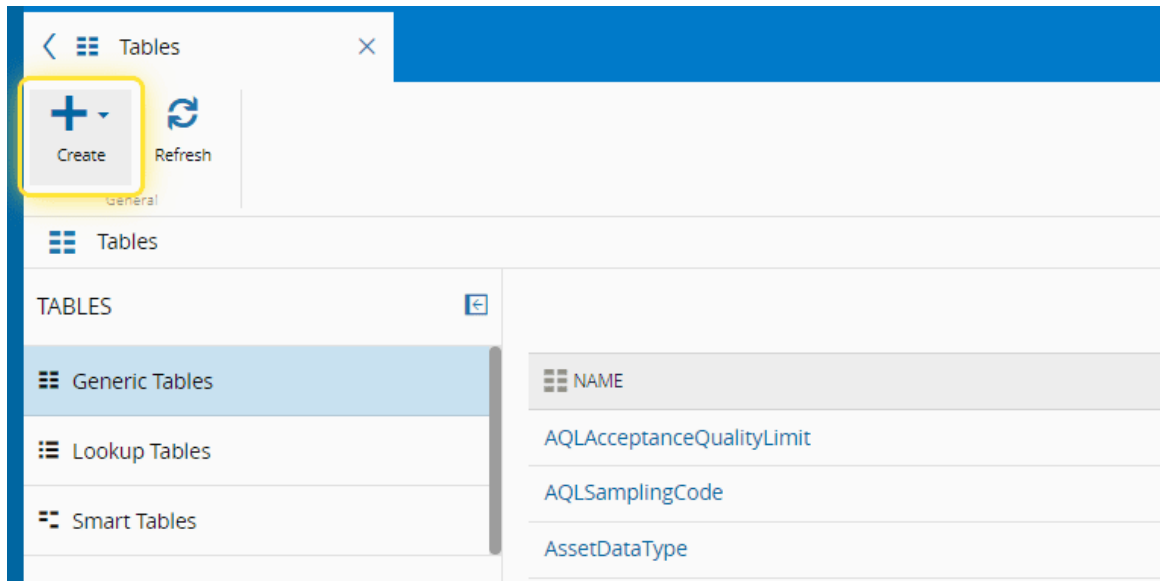 Tables
Create
Refresh
General
Tables
TABLES
Generic Tables
Lookup Tables
Smart Tables
NAME
AQLAcceptanceQualityLimit
AQLSamplingCode
AssetDataType